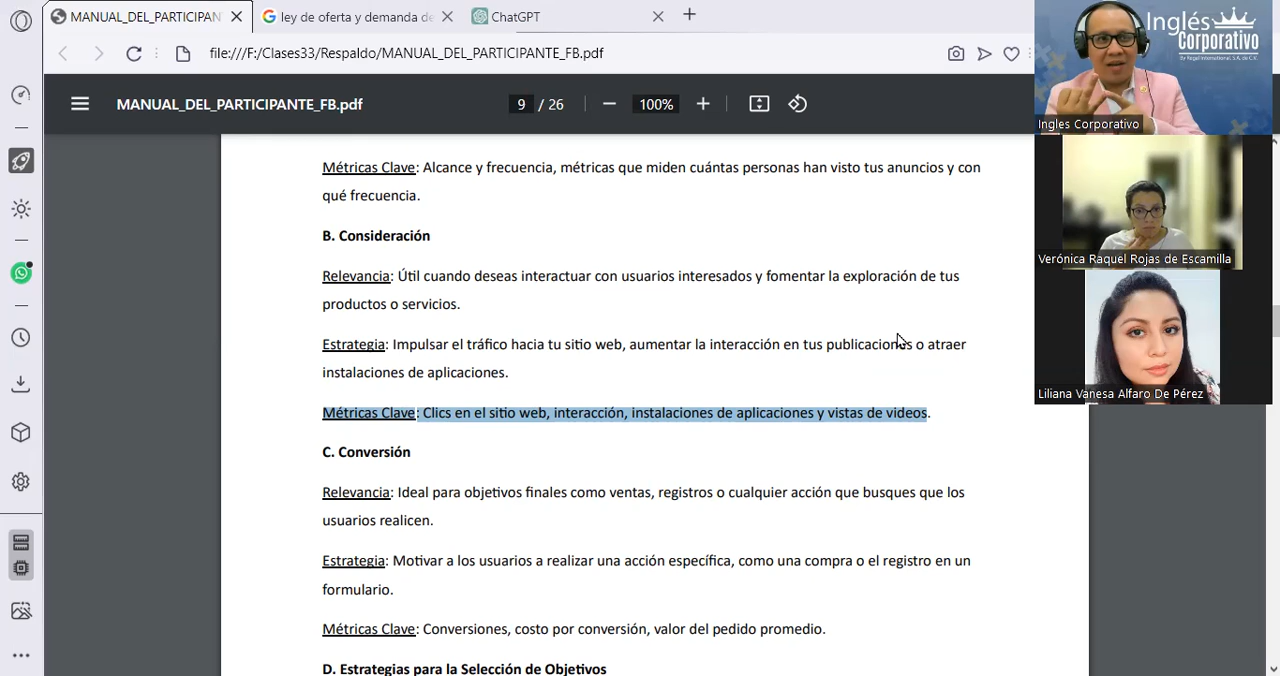 MANUAL_DEL_PARTICIPAN
ley de oferta y demanda de
ChatGPT
file:///F:/Clases33/Respaldo/MANUAL_DEL_PARTICIPANTE_FB.pdf
MANUAL_DEL_PARTICIPANTE_FB.pdf
9 / 26
100%
Métricas Clave: Alcance y frecuencia, métricas que miden cuántas personas han visto tus anuncios y con
qué frecuencia.
B. Consideración
Relevancia: Útil cuando deseas interactuar con usuarios interesados y fomentar la exploración de tus
productos o servicios.
Estrategia: Impulsar el tráfico hacia tu sitio web, aumentar la interacción en tus publicaciones o atraer
instalaciones de aplicaciones.
Métricas Clave: Clics en el sitio web, interacción, instalaciones de aplicaciones y vistas de videos.
C. Conversión
Relevancia: Ideal para objetivos finales como ventas, registros o cualquier acción que busques que los
usuarios realicen.
Estrategia: Motivar a los usuarios a realizar una acción específica, como una compra o el registro en un
formulario.
Métricas Clave: Conversiones, costo por conversión, valor del pedido promedio.
D. Estrategias para la Selección de Objetivos
Inglés
Corporativo
By Regal International, S.A. de C.V.
Ingles Corporativo
Verónica Raquel Rojas de Escamilla
Liliana Vanesa Alfaro De Pérez